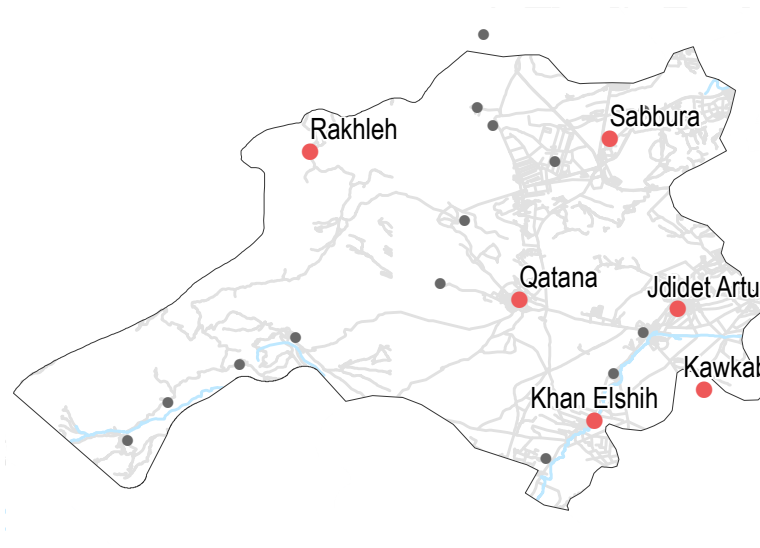 Sabbura
Rakhleh
Qatana
Jdidet Artu
Kawkab
Khan Elshih